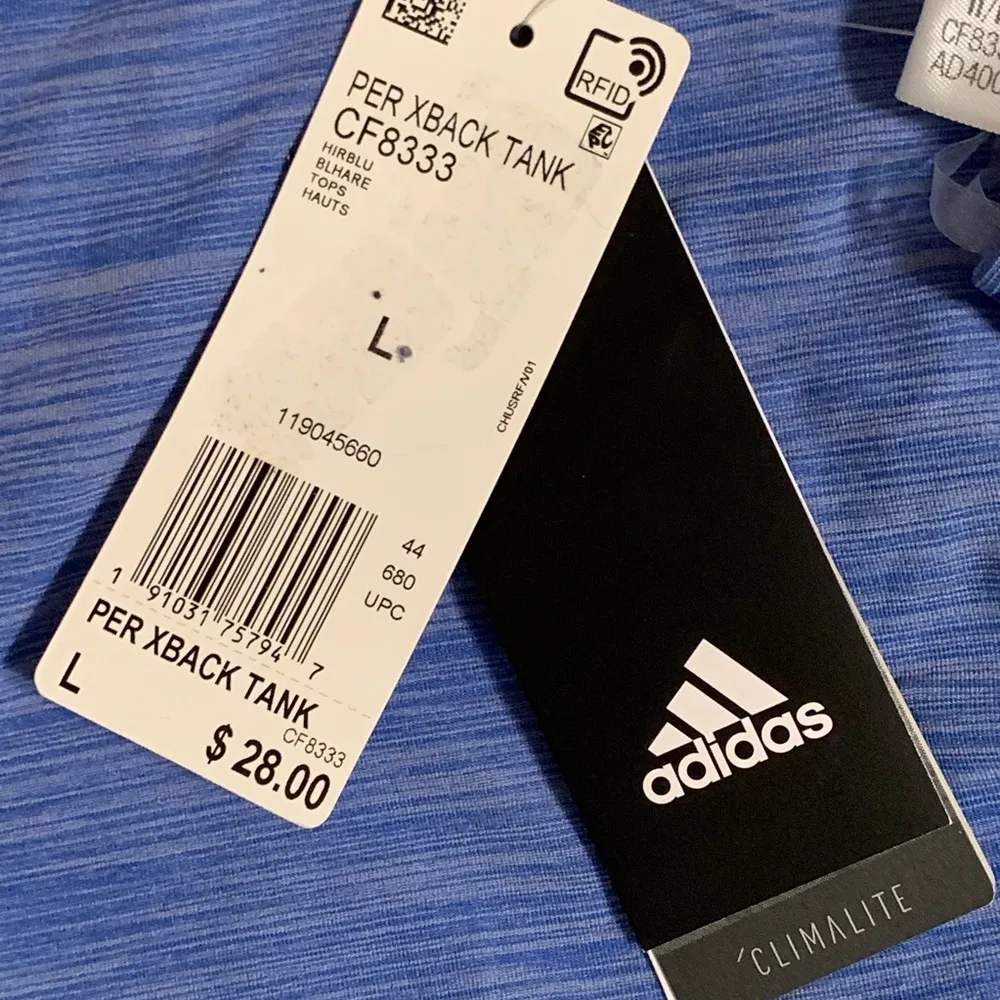 RFID
PER XBACK TANK
CF8333
HIRBLU
BLHARE
TOPS
HAUTS
L
CHUSRFA/01
119045660
44
680
UPC
1 91031 75794 7
PER XBACK TANK
CF8333
L
$ 28.00
adidas
´CLIMALITE